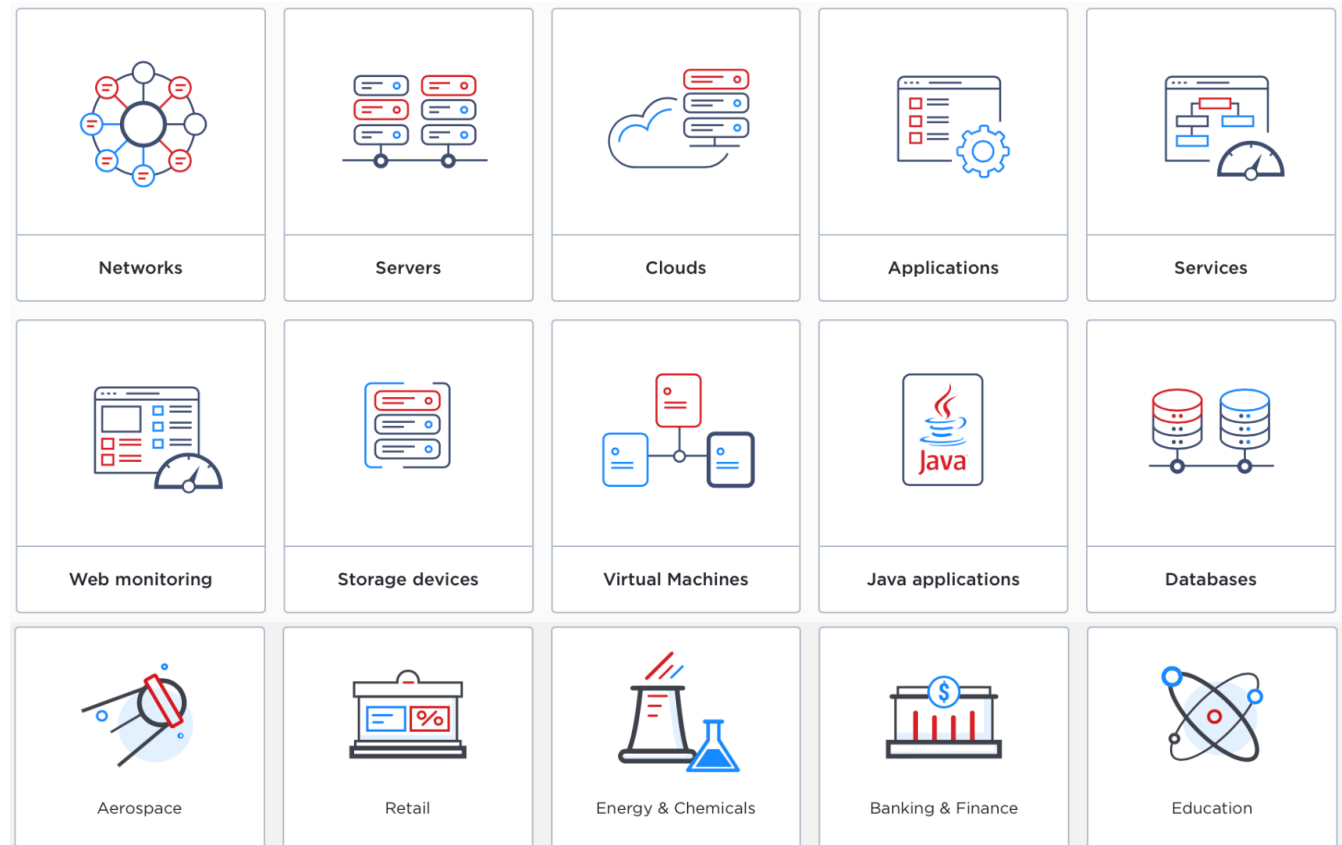 Networks
Servers
Clouds
Applications
Services
Java
Web monitoring
Storage devices
Virtual Machines
Java applications
Databases
%
$
Aerospace
Retail
Energy & Chemicals
Banking & Finance
Education